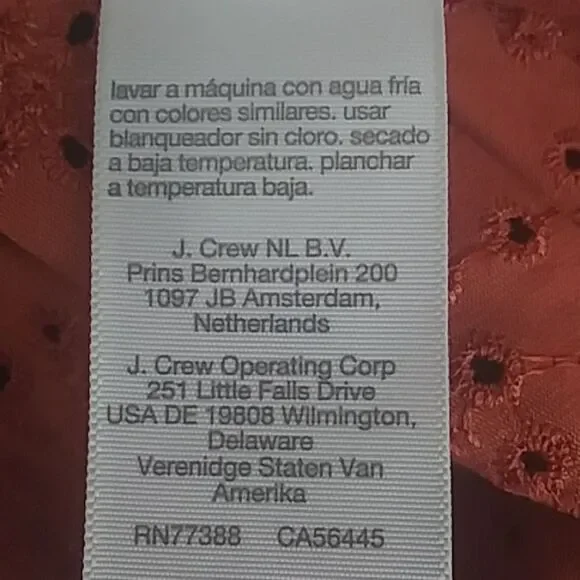 lavar a máquina con agua fría
con colores similares. usar
blanqueador sin cloro. secado
a baja temperatura. planchar
a temperatura baja.
J. Crew NL B.V.
Prins Bernhardplein 200
1097 JB Amsterdam,
Netherlands
J. Crew Operating Corp
251 Little Falls Drive
USA DE 19808 Wilmington,
Delaware
Verenidge Staten Van
Amerika
RN77388 CA56445